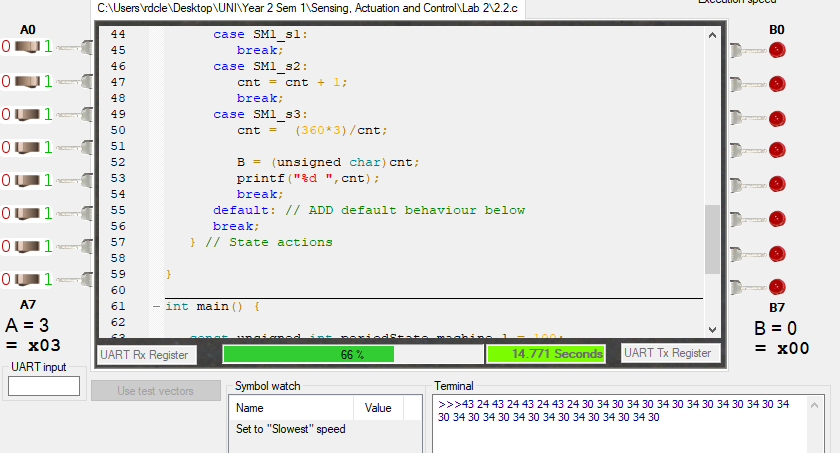 C:\Users\rdcle\Desktop\UNI\Year 2 Sem 1\Sensing, Actuation and Control\Lab 2\2.2.c
Execution speed
A0
B0
0 1
0 1
0 1
0 1
0 1
0 1
0 1
0 1
44 case SM1_s1:
45 break;
46 case SM1_s2:
47 cnt = cnt + 1;
48 break;
49 case SM1_s3:
50 cnt = (360*3)/cnt;
51
52 B = (unsigned char)cnt;
53 printf("%d ",cnt);
54 break;
55 default: // ADD default behaviour below
56 break;
57 } // State actions
58
59 }
60
61 int main() {
62
63 const unsigned int periodState_machine_1 = 100;
A7
A = 3
= x03
B7
B = 0
= x00
UART Rx Register
66 %
14.771 Seconds
UART Tx Register
UART input
Use test vectors
Symbol watch
Name Value
Set to "Slowest" speed
Terminal
>>>43 24 43 24 43 24 43 24 30 34 30 34 30 34 30 34 30 34 30 34 30 34
30 34 30 34 30 34 30 34 30 34 30 34 30 34 30